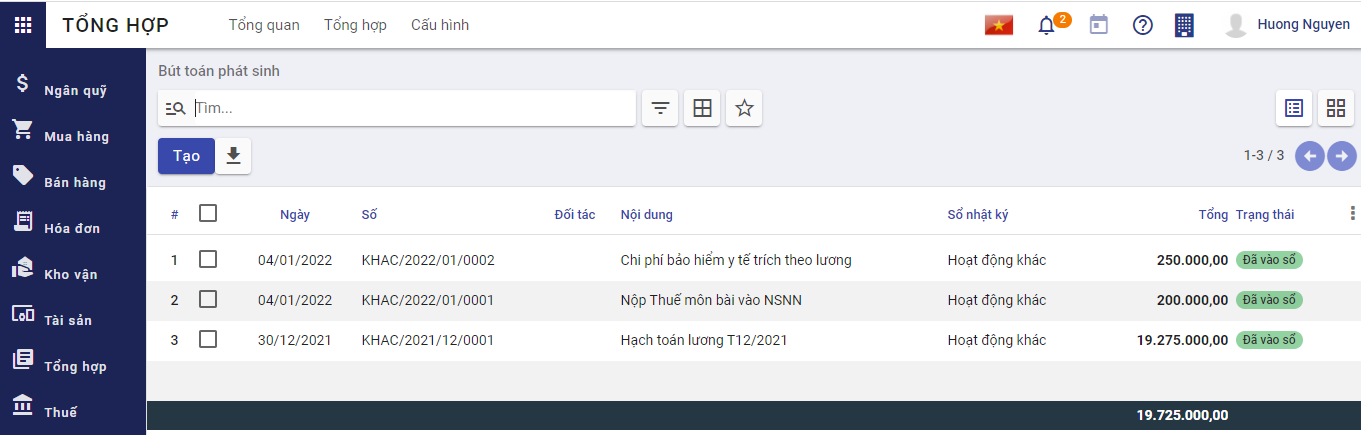 TỔNG HỢP Tổng quan Tổng hợp Cấu hình 2 Huong Nguyen
Ngân quỹ
Mua hàng
Bán hàng
Hóa đơn
Kho vận
Tài sản
Tổng hợp
Thuế
Bút toán phát sinh
Tìm...
Tạo 1-3 / 3
# Ngày Số Đối tác Nội dung Sổ nhật ký Tổng Trạng thái
1 04/01/2022 KHAC/2022/01/0002 Chi phí bảo hiểm y tế trích theo lương Hoạt động khác 250.000,00 Đã vào sổ
2 04/01/2022 KHAC/2022/01/0001 Nộp Thuế môn bài vào NSNN Hoạt động khác 200.000,00 Đã vào sổ
3 30/12/2021 KHAC/2021/12/0001 Hạch toán lương T12/2021 Hoạt động khác 19.275.000,00 Đã vào sổ
19.725.000,00